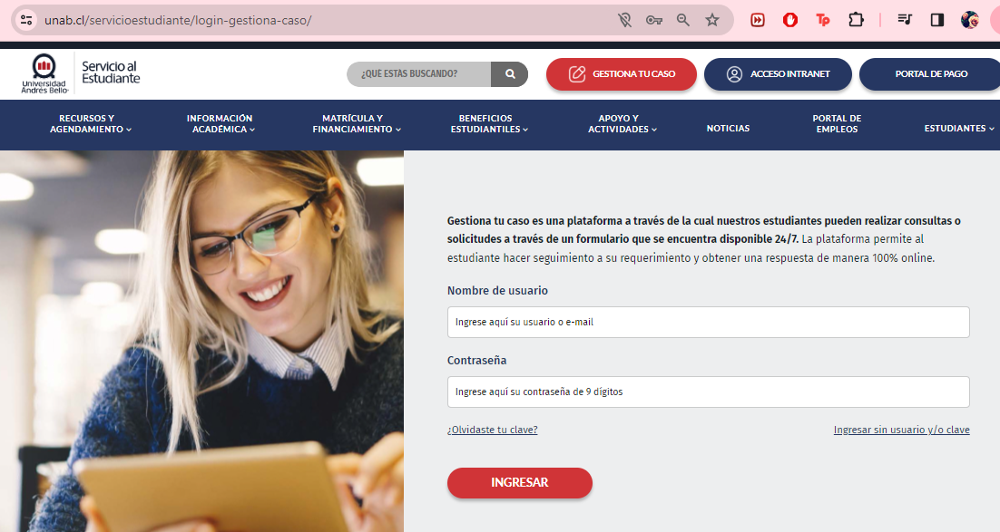 unab.cl/servicioestudiante/login-gestiona-caso/
Tp
Universidad
Andrés Bello
Servicio al
Estudiante
¿QUE ESTÁS BUSCANDO?
GESTIONA TU CASO
ACCESO INTRANET
PORTAL DE PAGO
RECURSOS Y
AGENDAMIENTO
INFORMACIÓN
ACADÉMICA
MATRÍCULA Y
FINANCIAMIENTO
BENEFICIOS
ESTUDIANTILES
APOYO Y
ACTIVIDADES
NOTICIAS
PORTAL DE
EMPLEOS
ESTUDIANTES
Gestiona tu caso es una plataforma a través de la cual nuestros estudiantes pueden realizar consultas o
solicitudes a través de un formulario que se encuentra disponible 24/7. La plataforma permite al
estudiante hacer seguimiento a su requerimiento y obtener una respuesta de manera 100% online.
Nombre de usuario
Ingrese aquí su usuario o e-mail
Contraseña
Ingrese aquí su contraseña de 9 dígitos
¿Olvidaste tu clave?
Ingresar sin usuario y/o clave
INGRESAR